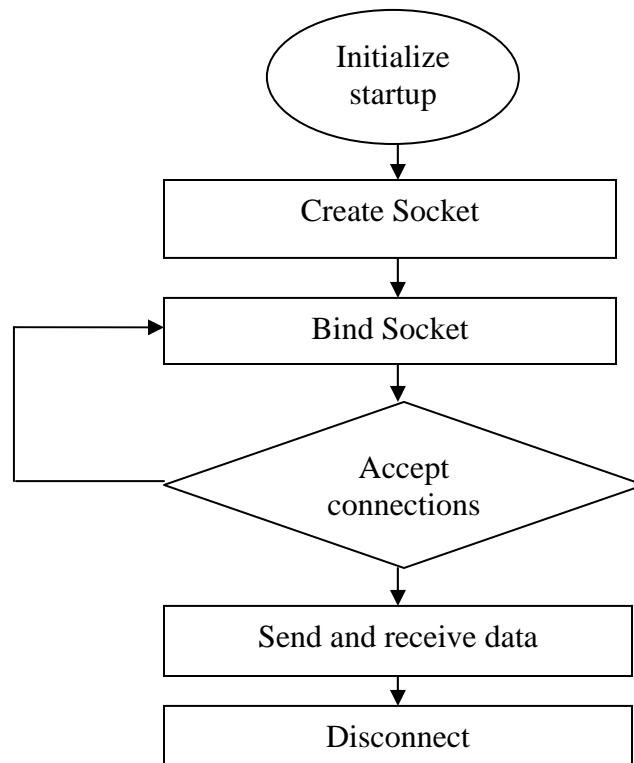 Initialize
startup
Create Socket
Bind Socket
Accept
connections
Send and receive data
Disconnect